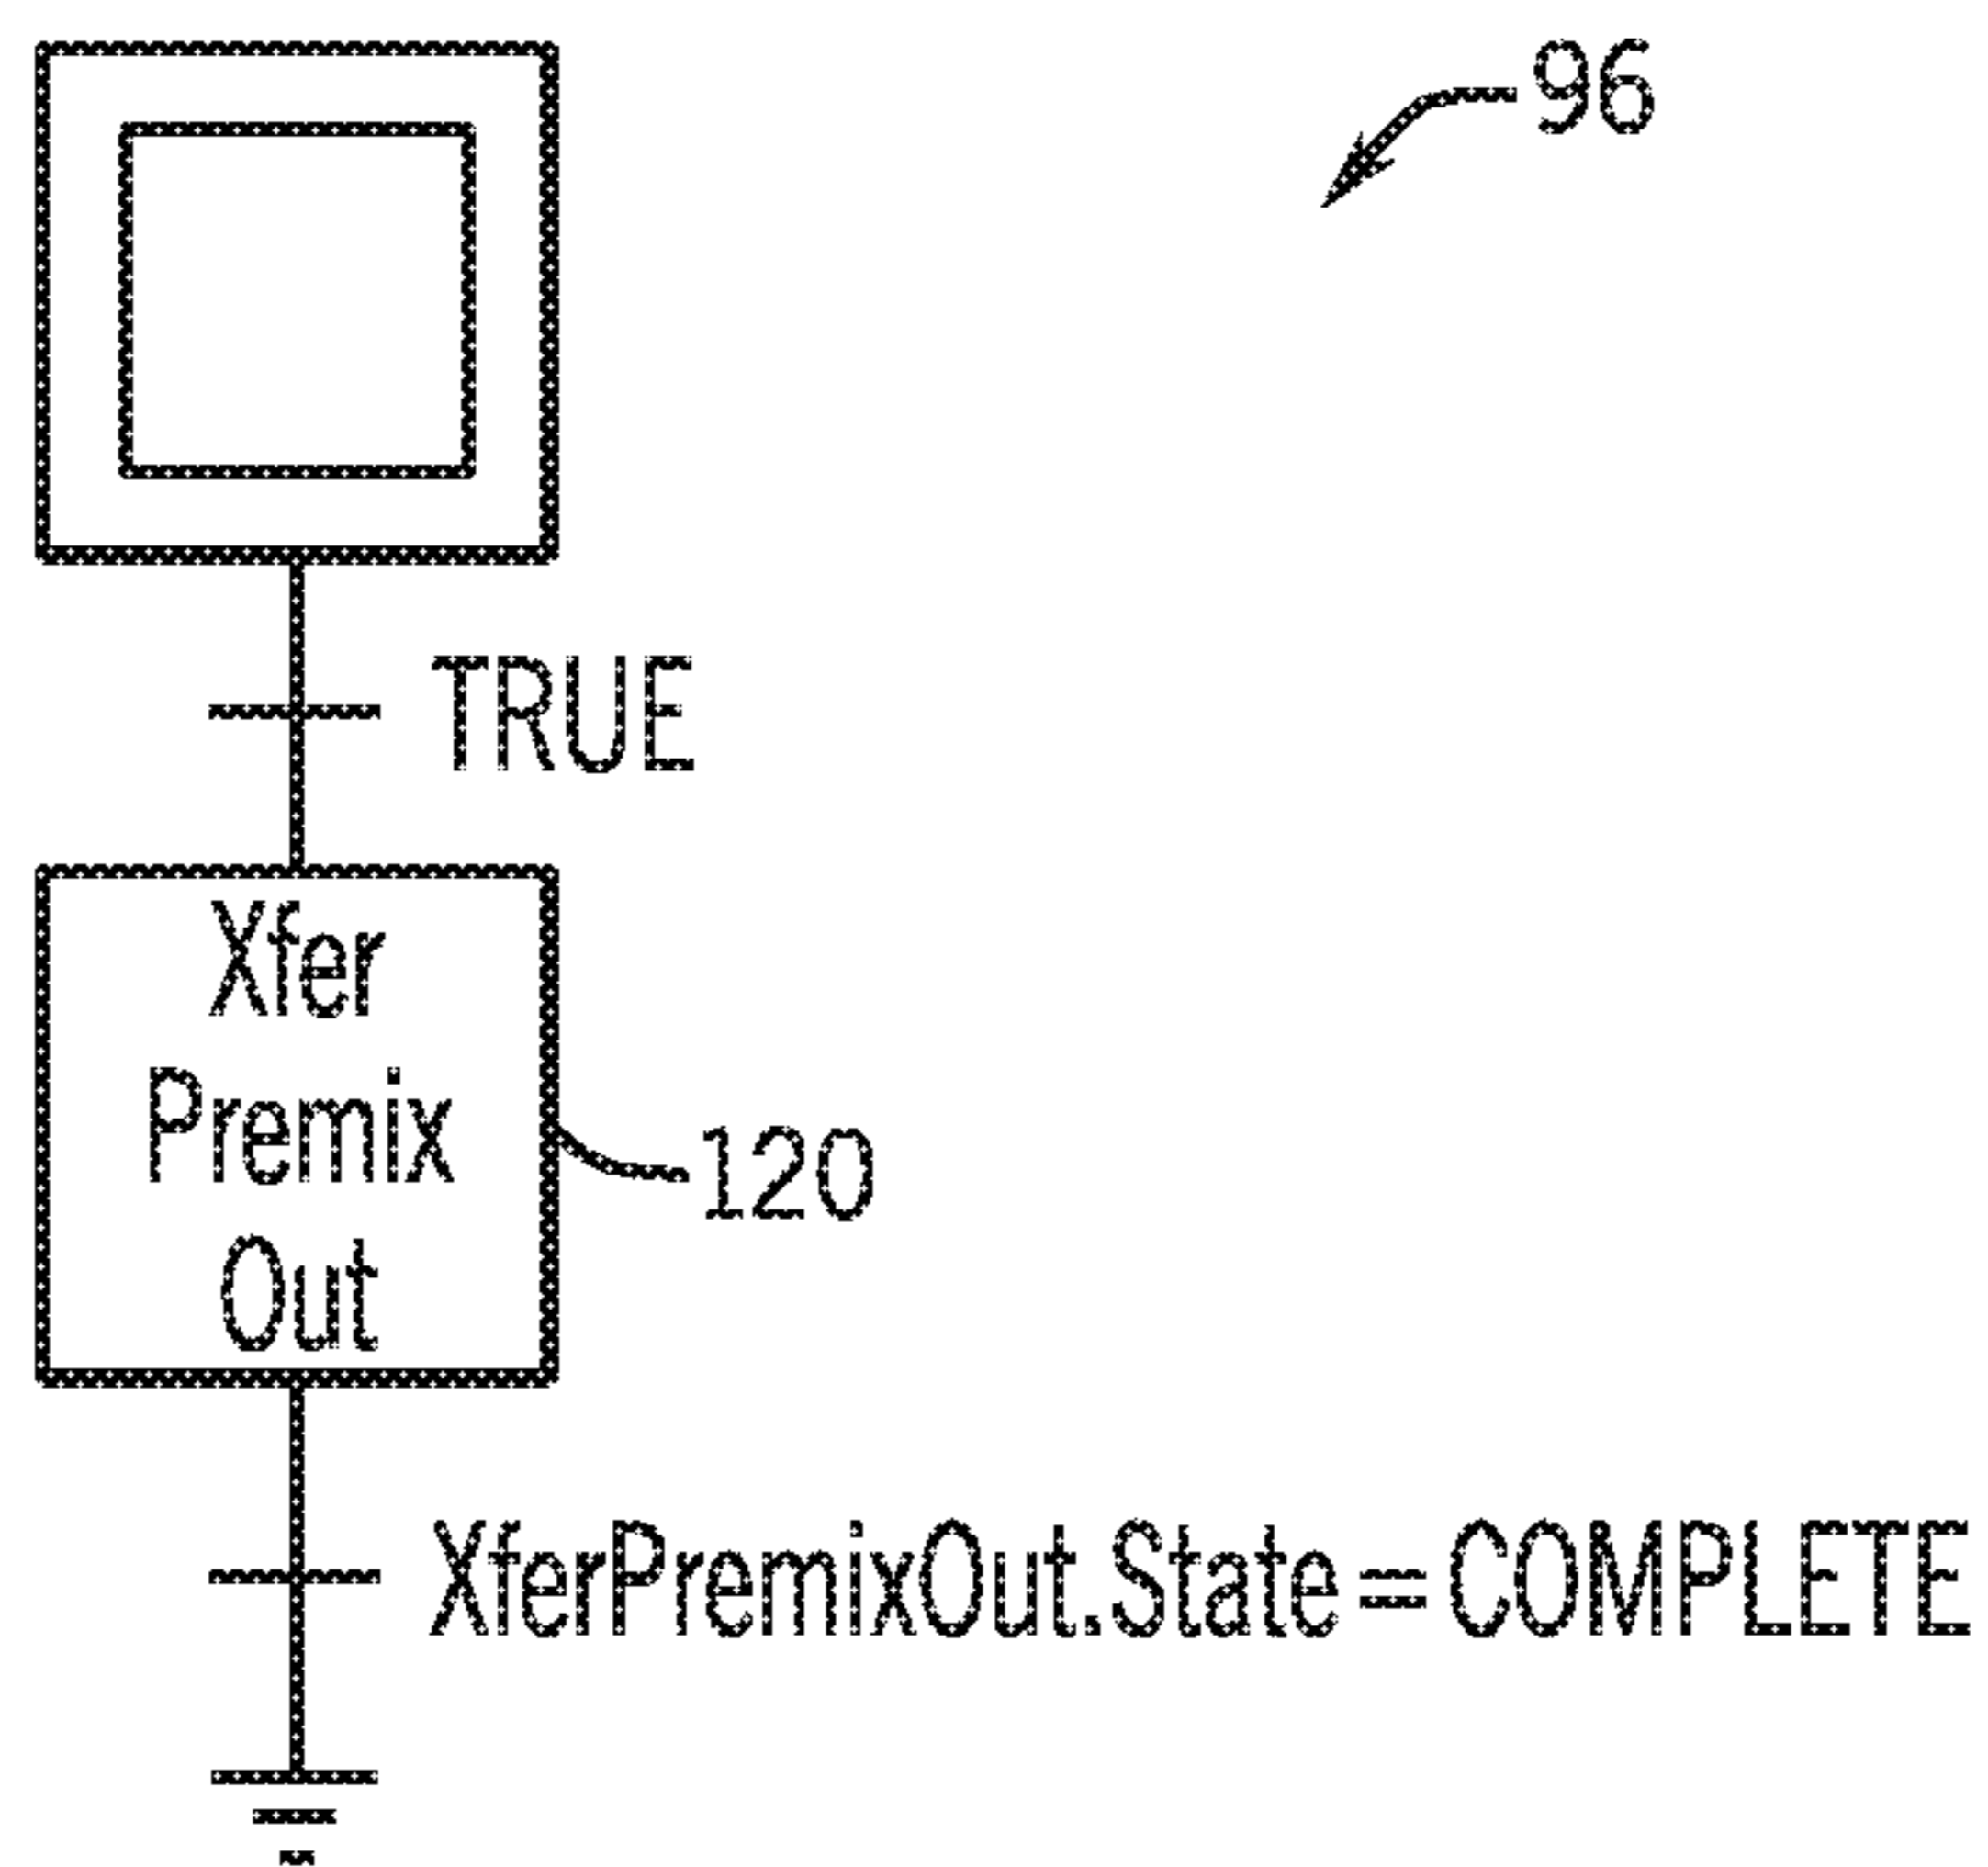 96
TRUE
Xfer
Premix
Out
120
XferPremixOut.State=COMPLETE